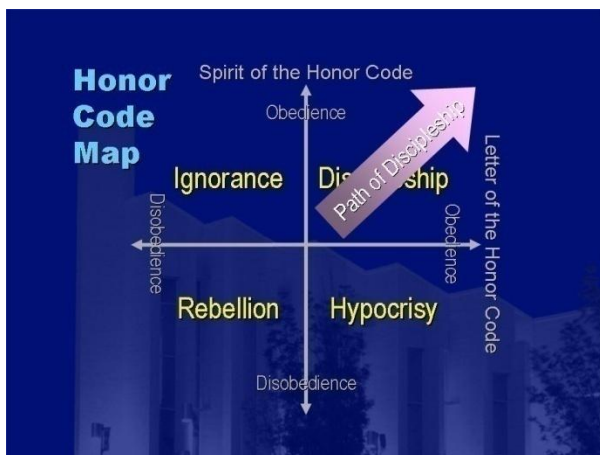 Honor
Code
Map
Spirit of the Honor Code
Obedience
Path of Discipleship
Ignorance
Discipleship
Letter of the Honor Code
Disobedience
Obedience
Rebellion
Hypocrisy
Disobedience